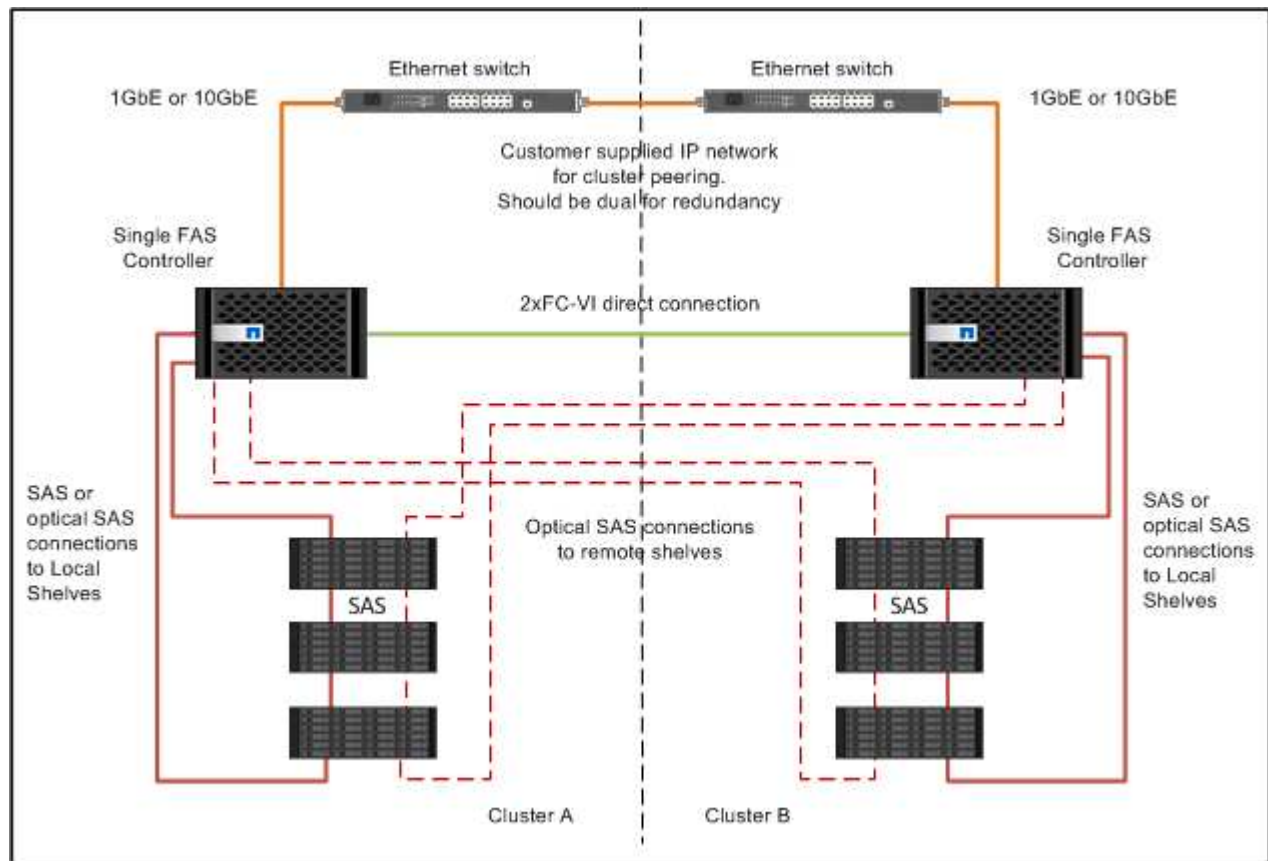 Ethernet switch
Ethernet switch
1GbE or 10GbE
1GbE or 10GbE
Customer supplied IP network
for cluster peering.
Should be dual for redundancy
Single FAS
Controller
Single FAS
Controller
2xFC-VI direct connection
SAS or
optical SAS
connections
to Local
Shelves
Optical SAS connections
to remote shelves
SAS or
optical SAS
connections
to Local
Shelves
SAS
SAS
Cluster A
Cluster B